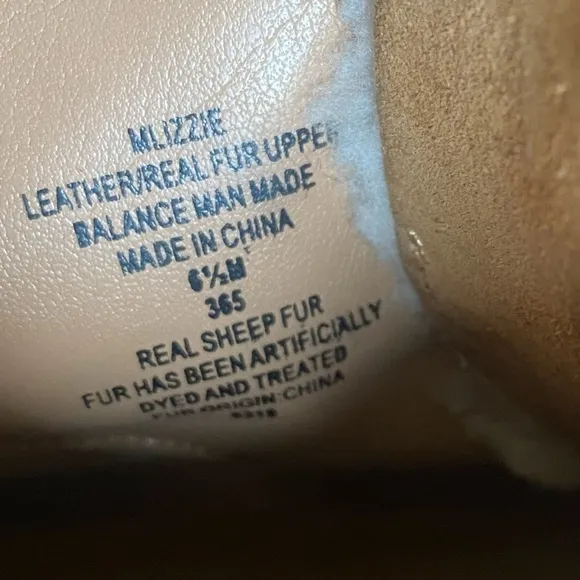 MLIZZIE
LEATHER/REAL FUR UPPER
BALANCE MAN MADE
MADE IN CHINA
6½M
365
REAL SHEEP FUR
FUR HAS BEEN ARTIFICIALLY
DYED AND TREATED
FUR ORIGIN:CHINA